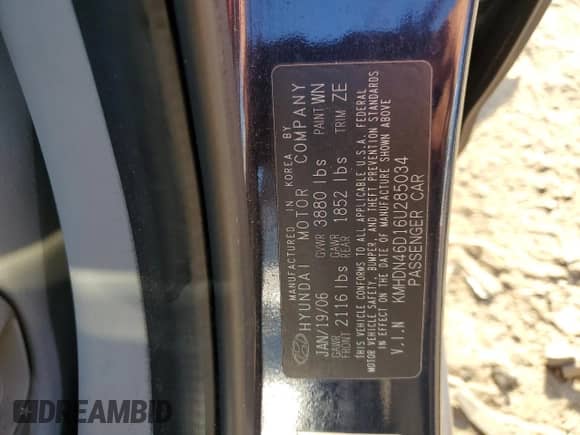 MANUFACTURED IN KOREA BY
HYUNDAI MOTOR COMPANY
JAN/19/06 GVWR 3880 lbs PAINT WN
GAWR FRONT 2116 lbs GAWR REAR 1852 lbs TRIM ZE
THIS VEHICLE CONFORMS TO ALL APPLICABLE U.S.A. FEDERAL
MOTOR VEHICLE SAFETY, BUMPER, AND THEFT PREVENTION STANDARDS
IN EFFECT ON THE DATE OF MANUFACTURE SHOWN ABOVE
V.I.N KMHDN46D16U285034
PASSENGER CAR
DREAMBID